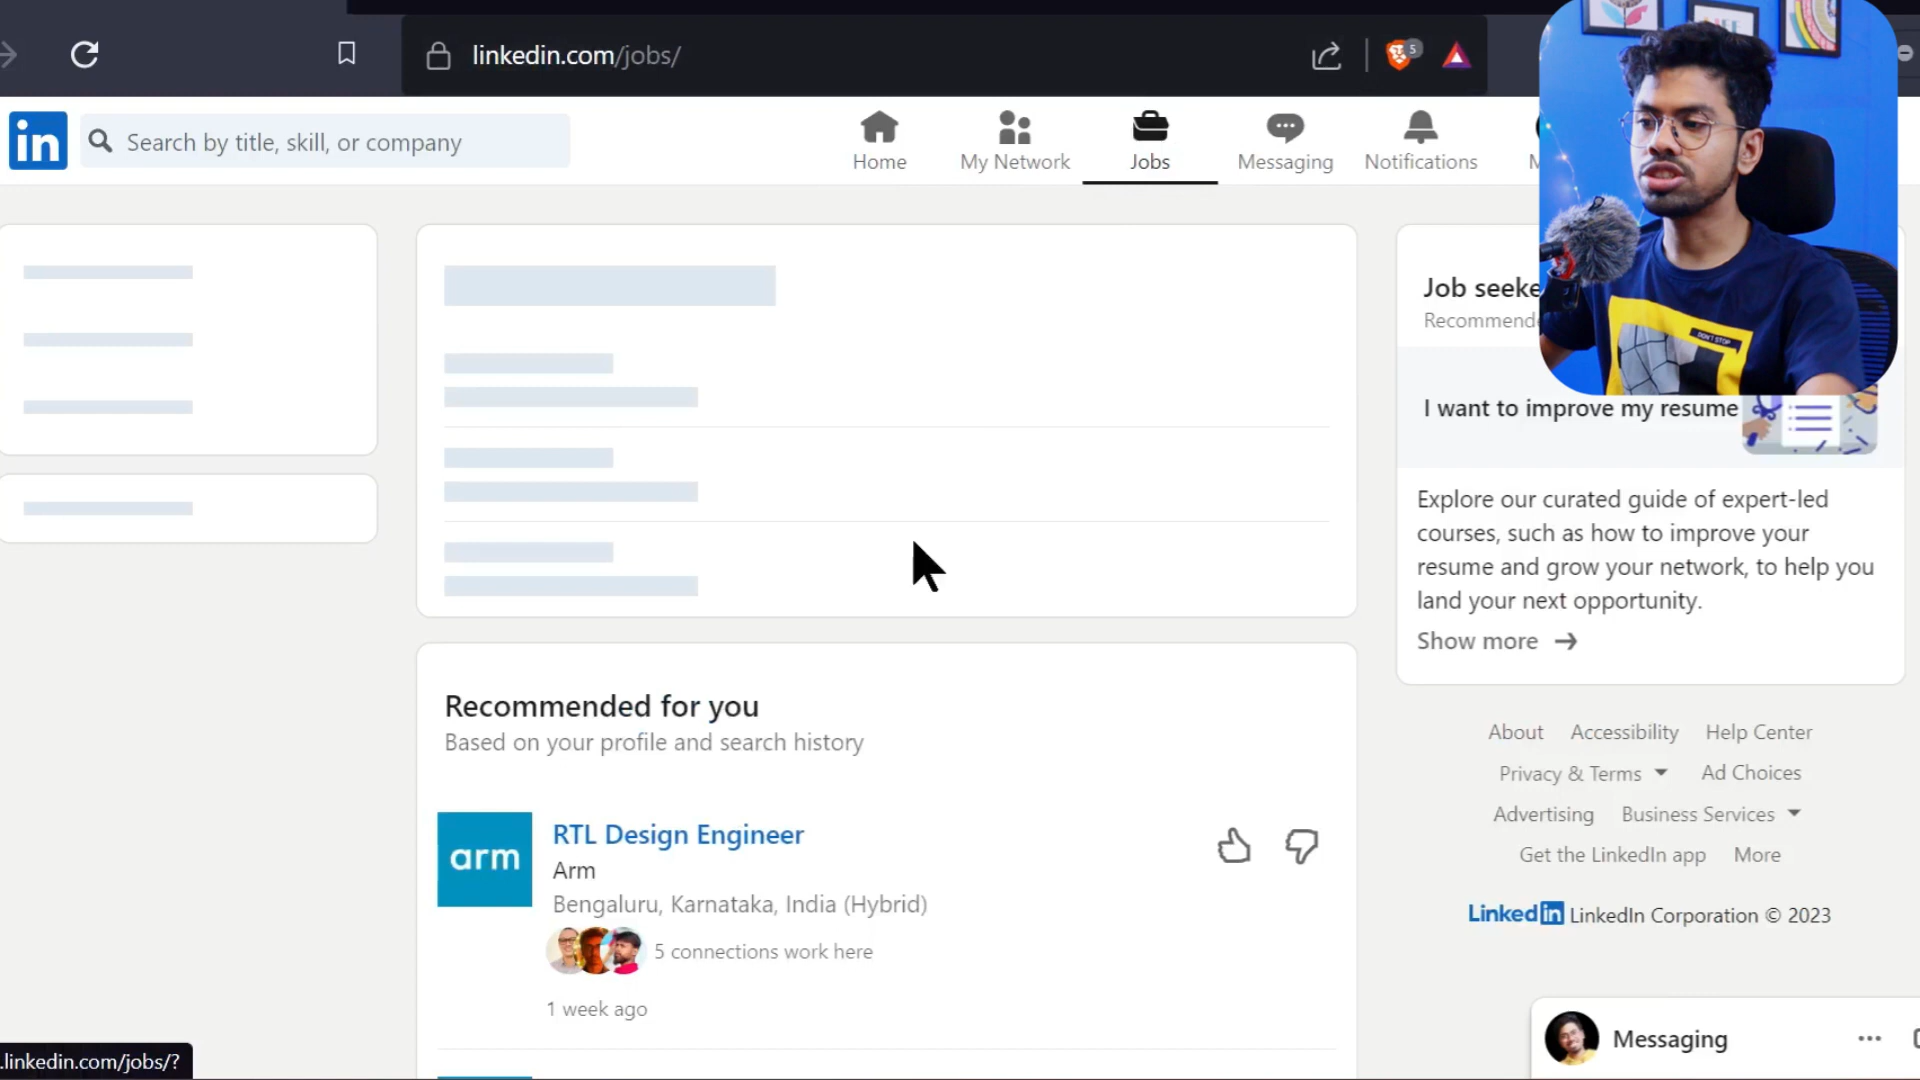 linkedin.com/jobs/
5
in
Search by title, skill, or company
Home
My Network
Jobs
Messaging
Notifications
DON'T STOP
Job seeke
Recommende
I want to improve my resume
Explore our curated guide of expert-led
courses, such as how to improve your
resume and grow your network, to help you
land your next opportunity.
Show more
Recommended for you
Based on your profile and search history
arm
RTL Design Engineer
Arm
Bengaluru, Karnataka, India (Hybrid)
5 connections work here
1 week ago
About Accessibility Help Center
Privacy & Terms Ad Choices
Advertising Business Services
Get the LinkedIn app More
LinkedIn LinkedIn Corporation © 2023
Messaging
.linkedin.com/jobs/?